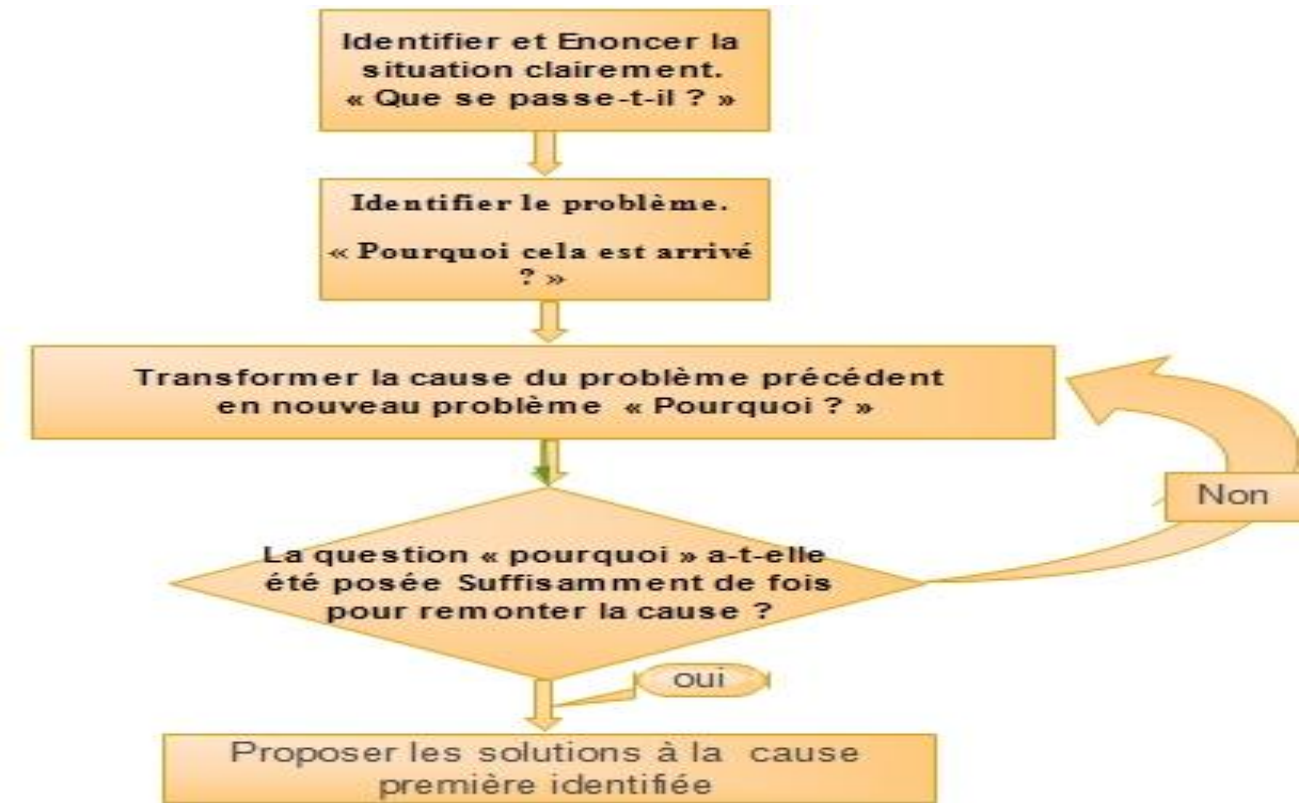 Identifier et Enoncer la
situation clairement.
« Que se passe-t-il ? »
Identifier le problème.
« Pourquoi cela est arrivé
? »
Transformer la cause du problème précédent
en nouveau problème « Pourquoi ? »
Non
La question « pourquoi » a-t-elle
été posée Suffisamment de fois
pour remonter la cause ?
oui
Proposer les solutions à la cause
première identifiée